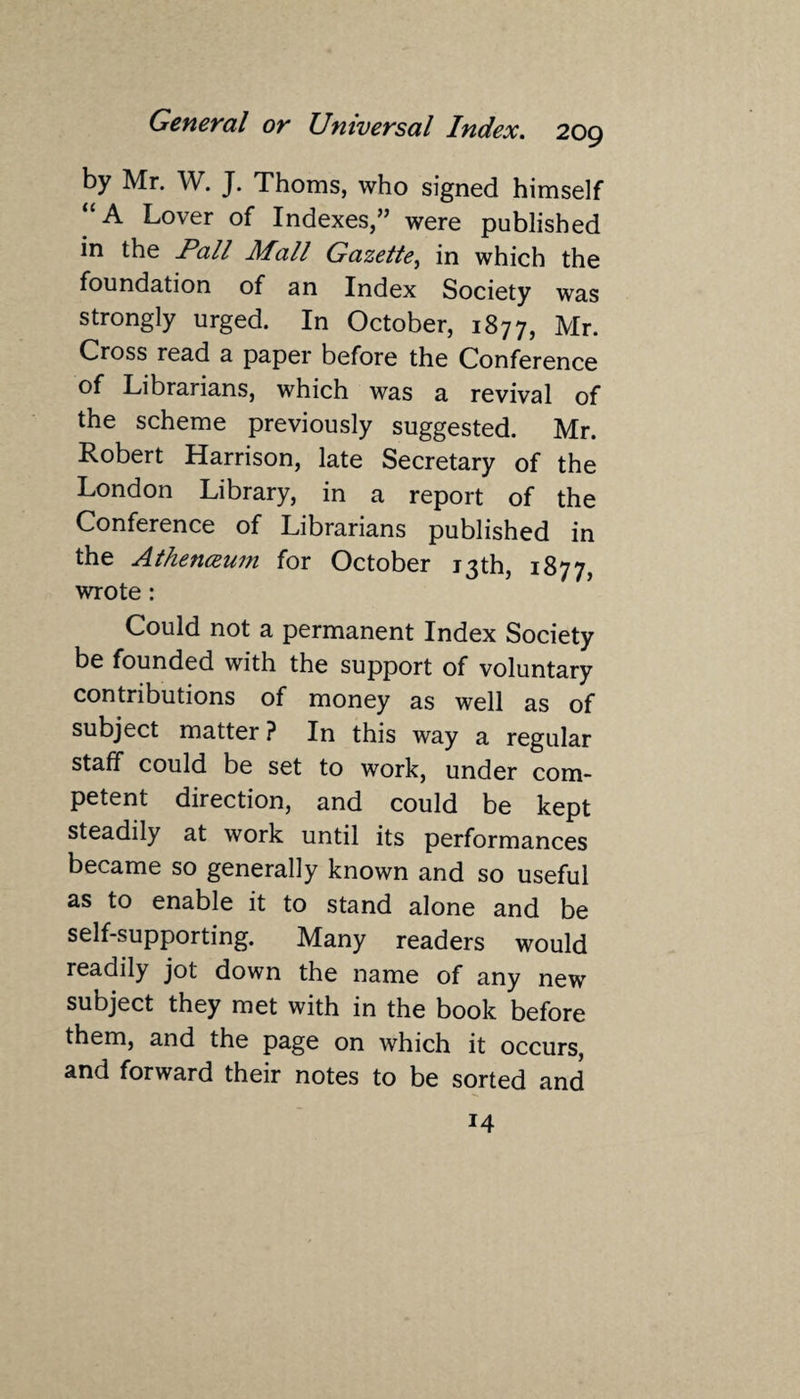 General or Universal Index. 209
by Mr. W. J. Thoms, who signed himself
“A Lover of Indexes,” were published
in the Pall Mall Gazette, in which the
foundation of an Index Society was
strongly urged. In October, 1877, Mr.
Cross read a paper before the Conference
of Librarians, which was a revival of
the scheme previously suggested. Mr.
Robert Harrison, late Secretary of the
London Library, in a report of the
Conference of Librarians published in
the Athenæum for October 13th, 1877,
wrote :
Could not a permanent Index Society
be founded with the support of voluntary
contributions of money as well as of
subject matter ? In this way a regular
staff could be set to work, under com-
petent direction, and could be kept
steadily at work until its performances
became so generally known and so useful
as to enable it to stand alone and be
self-supporting. Many readers would
readily jot down the name of any new
subject they met with in the book before
them, and the page on which it occurs,
and forward their notes to be sorted and
14